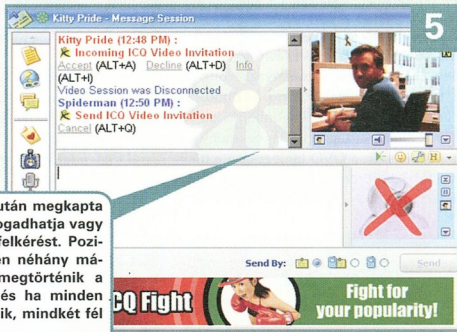 Kitty Pride - Message Session
5
Kitty Pride (12:48 PM) :
Incoming ICQ Video Invitation
Accept (ALT+A) Decline (ALT+D) Info
(ALT+I)
Video Session was Disconnected
Spiderman (12:50 PM) :
Send ICQ Video Invitation
Cancel (ALT+Q)
után megkapta
ogadhatja vagy
felkérést. Pozi-
en néhány má-
megtörténik a
és ha minden
ik, mindkét fél
Send By:
Send
CQ Fight
Fight for
your popularity!